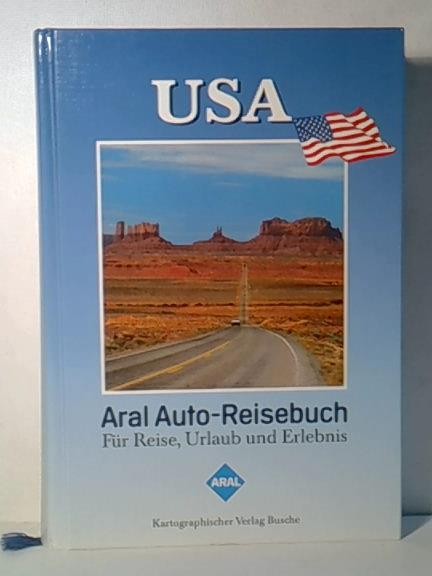 USA
Aral Auto-Reisebuch
Für Reise, Urlaub und Erlebnis
ARAL
Kartographischer Verlag Busche